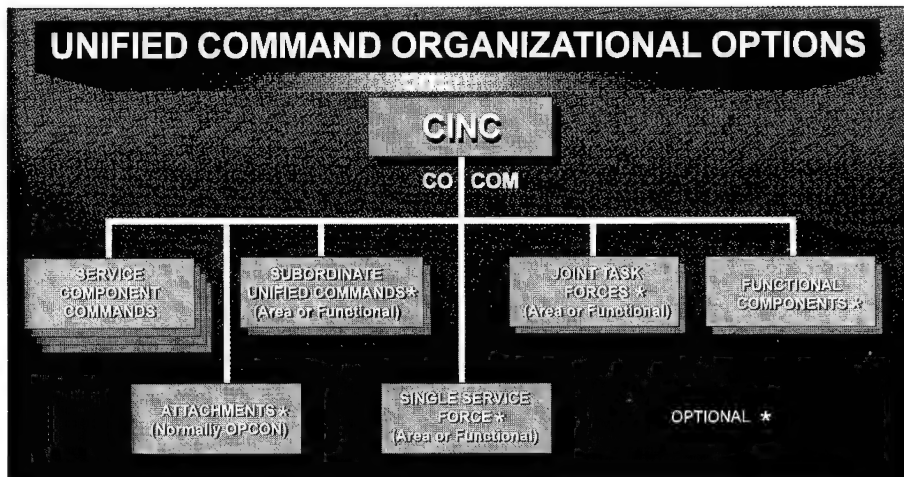 UNIFIED COMMAND ORGANIZATIONAL OPTIONS
CINC
CO COM
SERVICE
COMPONENT
COMMANDS
SUBORDINATE
UNIFIED COMMANDS*
(Area or Functional)
JOINT TASK
FORCES *
(Area or Functional)
FUNCTIONAL
COMPONENTS *
ATTACHMENTS *
(Normally OPCON)
SINGLE SERVICE
FORCE *
(Area or Functional)
OPTIONAL *